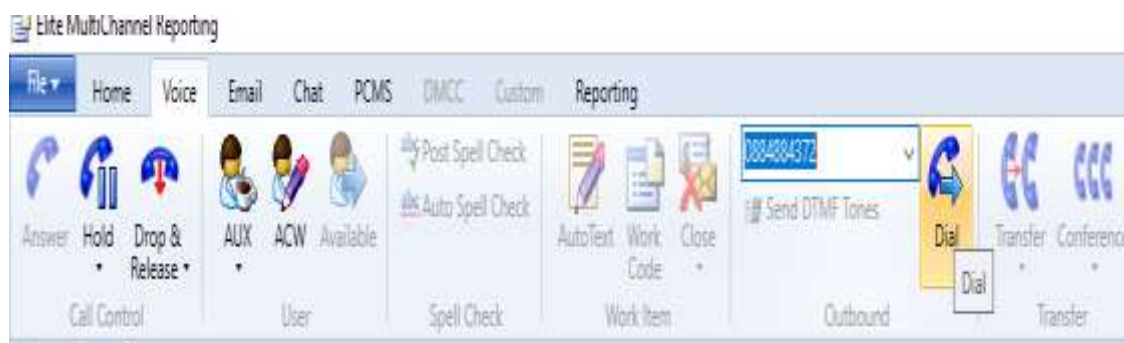 Elite MultiChannel Reporting
File Home Voice Email Chat PCMS DMCC Custom Reporting
Answer Hold Drop & Release
AUX ACW Available
Post Spell Check
Auto Spell Check
AutoText Work Code Close
0884884372
Send DTMF Tones
Dial
Dial
Transfer Conference
Call Control User Spell Check Work Item Outbound Transfer